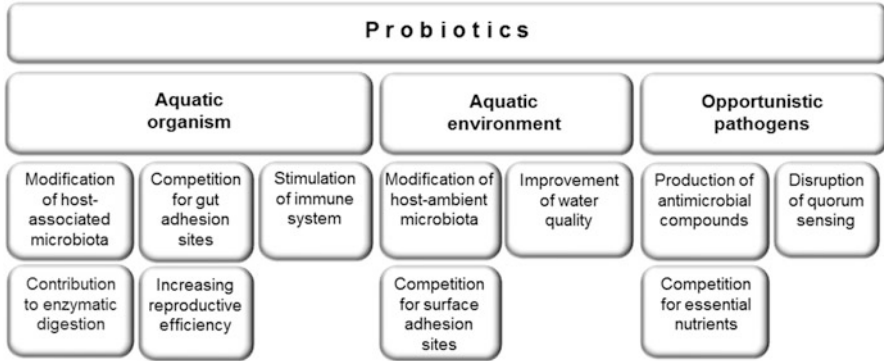 Probiotics
Aquatic
organism
Aquatic
environment
Opportunistic
pathogens
Modification
of host-
associated
microbiota
Competition
for gut
adhesion
sites
Stimulation
of immune
system
Modification of
host-ambient
microbiota
Improvement
of water
quality
Production of
antimicrobial
compounds
Disruption
of quorum
sensing
Contribution
to enzymatic
digestion
Increasing
reproductive
efficiency
Competition
for surface
adhesion
sites
Competition
for essential
nutrients